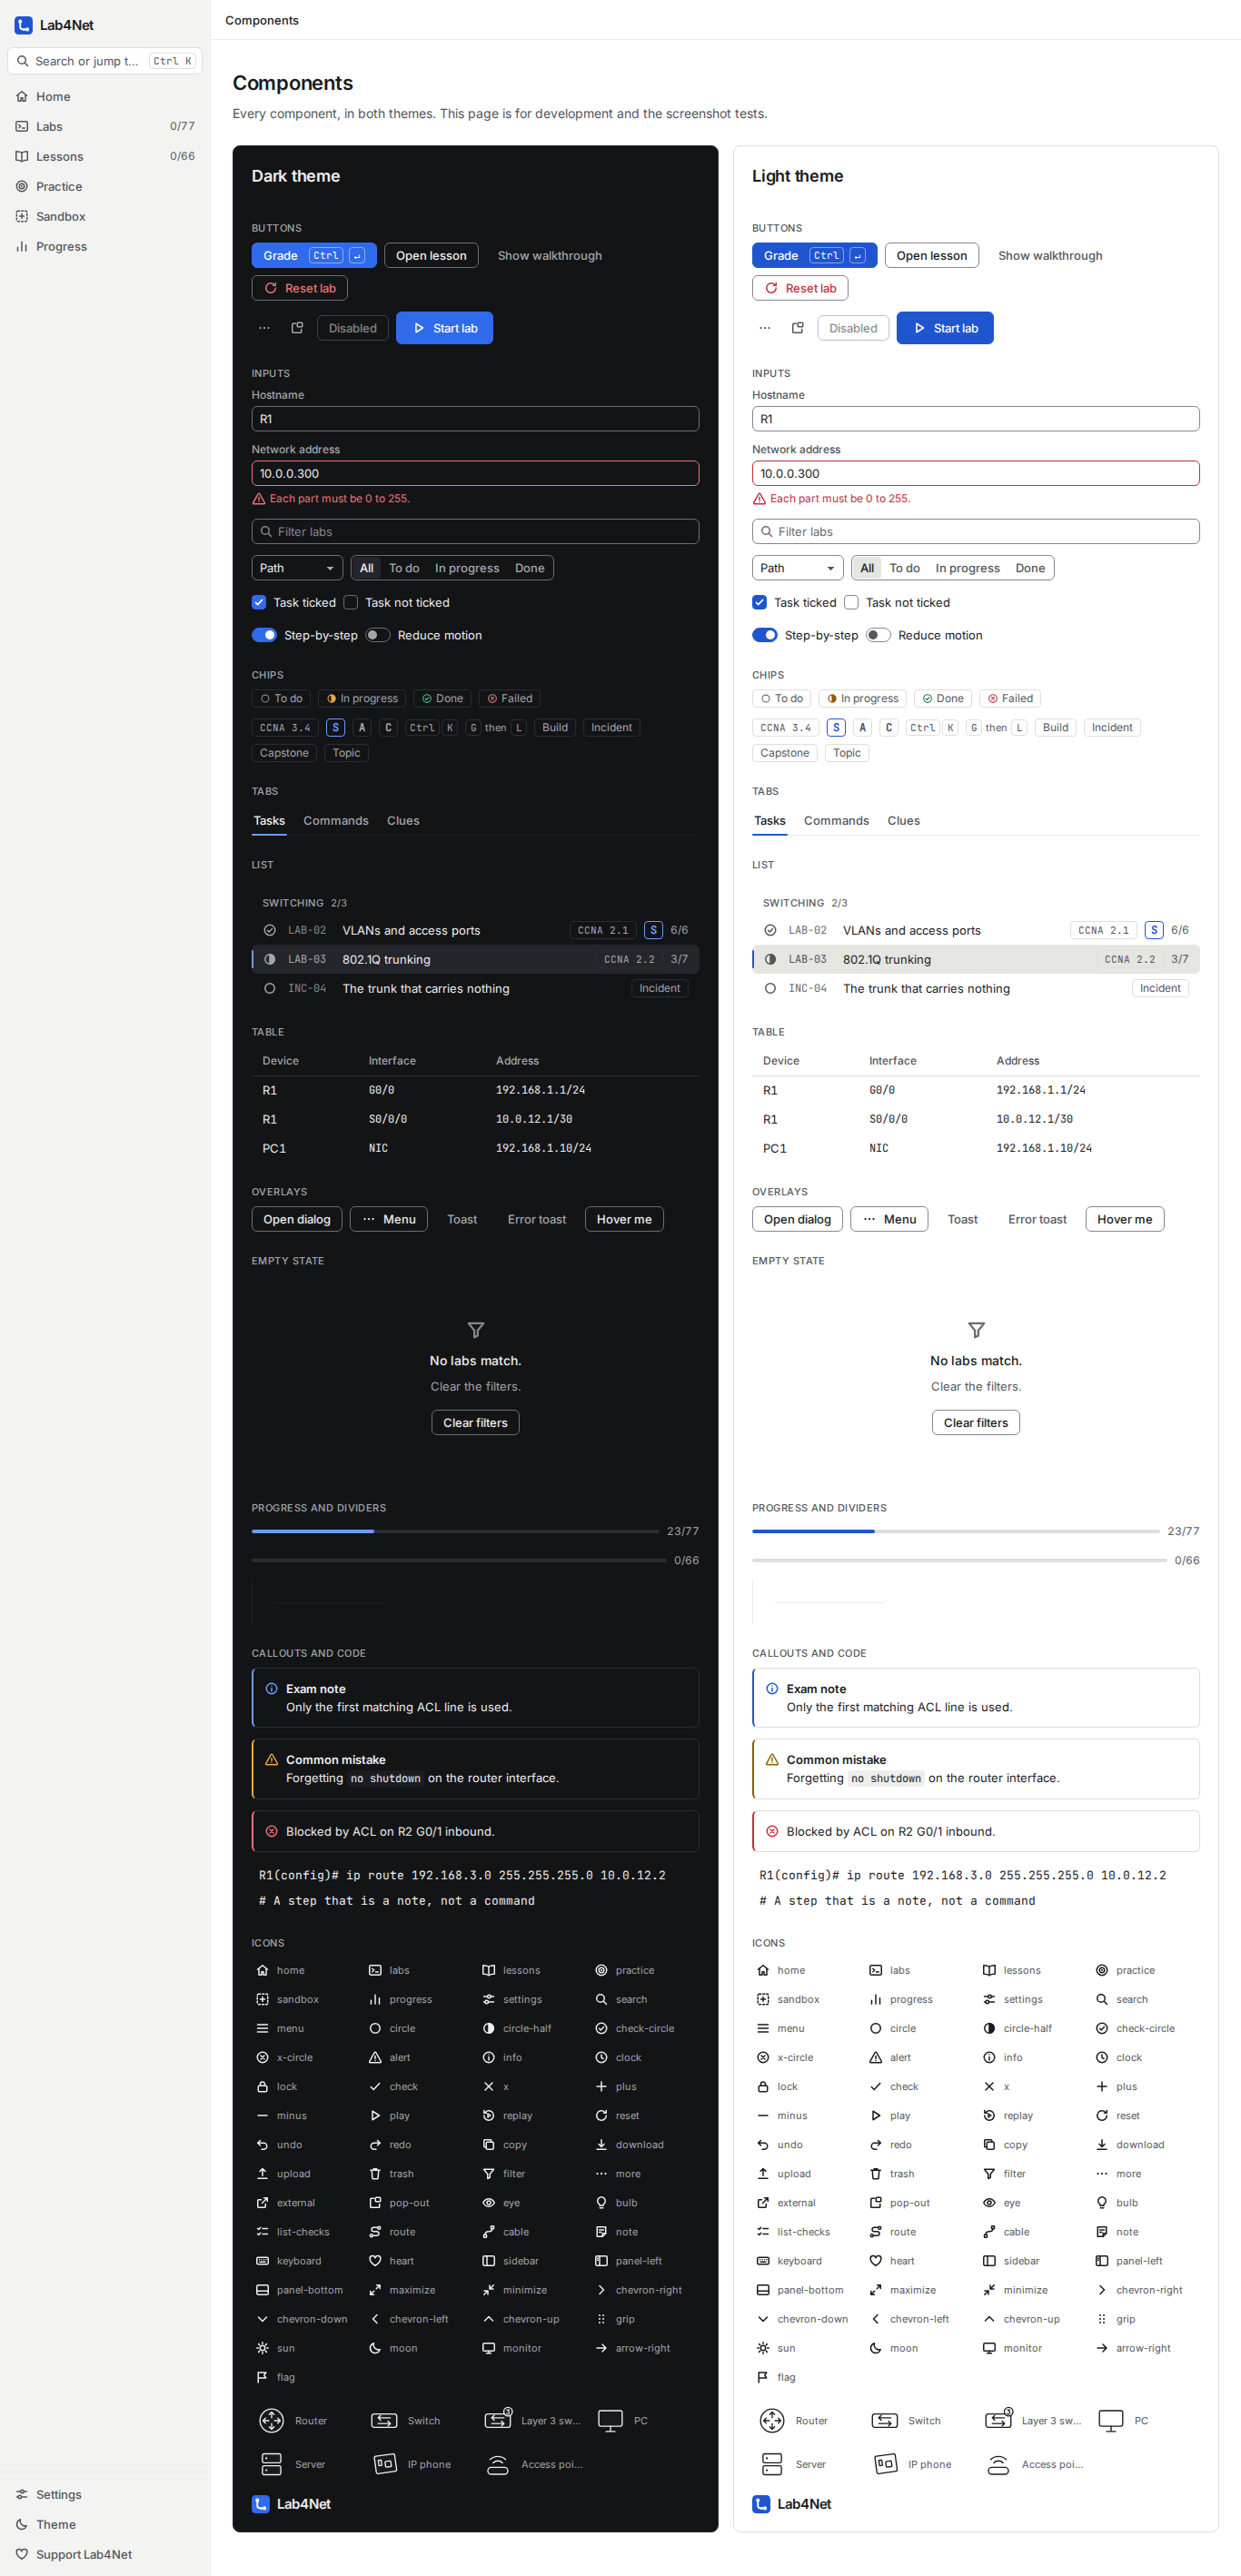 Lab4Net
Search or jump t... Ctrl K
Home
Labs 0/77
Lessons 0/66
Practice
Sandbox
Progress
Settings
Theme
Support Lab4Net
Components
Components
Every component, in both themes. This page is for development and the screenshot tests.
Dark theme
BUTTONS
Grade Ctrl ↵ Open lesson Show walkthrough
Reset lab
Disabled Start lab
INPUTS
Hostname
R1
Network address
10.0.0.300
Each part must be 0 to 255.
Filter labs
Path All To do In progress Done
Task ticked Task not ticked
Step-by-step Reduce motion
CHIPS
To do In progress Done Failed
CCNA 3.4 S A C Ctrl K G then L Build Incident
Capstone Topic
TABS
Tasks Commands Clues
LIST
SWITCHING 2/3
LAB-02 VLANs and access ports CCNA 2.1 S 6/6
LAB-03 802.1Q trunking CCNA 2.2 3/7
INC-04 The trunk that carries nothing Incident
TABLE
Device Interface Address
R1 G0/0 192.168.1.1/24
R1 S0/0/0 10.0.12.1/30
PC1 NIC 192.168.1.10/24
OVERLAYS
Open dialog Menu Toast Error toast Hover me
EMPTY STATE
No labs match.
Clear the filters.
Clear filters
PROGRESS AND DIVIDERS
23/77
0/66
CALLOUTS AND CODE
Exam note
Only the first matching ACL line is used.
Common mistake
Forgetting no shutdown on the router interface.
Blocked by ACL on R2 G0/1 inbound.
R1(config)# ip route 192.168.3.0 255.255.255.0 10.0.12.2
# A step that is a note, not a command
ICONS
home labs lessons practice
sandbox progress settings search
menu circle circle-half check-circle
x-circle alert info clock
lock check x plus
minus play replay reset
undo redo copy download
upload trash filter more
external pop-out eye bulb
list-checks route cable note
keyboard heart sidebar panel-left
panel-bottom maximize minimize chevron-right
chevron-down chevron-left chevron-up grip
sun moon monitor arrow-right
flag
Router Switch 3 Layer 3 sw... PC
Server IP phone Access poi...
Lab4Net
Light theme
BUTTONS
Grade Ctrl ↵ Open lesson Show walkthrough
Reset lab
Disabled Start lab
INPUTS
Hostname
R1
Network address
10.0.0.300
Each part must be 0 to 255.
Filter labs
Path All To do In progress Done
Task ticked Task not ticked
Step-by-step Reduce motion
CHIPS
To do In progress Done Failed
CCNA 3.4 S A C Ctrl K G then L Build Incident
Capstone Topic
TABS
Tasks Commands Clues
LIST
SWITCHING 2/3
LAB-02 VLANs and access ports CCNA 2.1 S 6/6
LAB-03 802.1Q trunking CCNA 2.2 3/7
INC-04 The trunk that carries nothing Incident
TABLE
Device Interface Address
R1 G0/0 192.168.1.1/24
R1 S0/0/0 10.0.12.1/30
PC1 NIC 192.168.1.10/24
OVERLAYS
Open dialog Menu Toast Error toast Hover me
EMPTY STATE
No labs match.
Clear the filters.
Clear filters
PROGRESS AND DIVIDERS
23/77
0/66
CALLOUTS AND CODE
Exam note
Only the first matching ACL line is used.
Common mistake
Forgetting no shutdown on the router interface.
Blocked by ACL on R2 G0/1 inbound.
R1(config)# ip route 192.168.3.0 255.255.255.0 10.0.12.2
# A step that is a note, not a command
ICONS
home labs lessons practice
sandbox progress settings search
menu circle circle-half check-circle
x-circle alert info clock
lock check x plus
minus play replay reset
undo redo copy download
upload trash filter more
external pop-out eye bulb
list-checks route cable note
keyboard heart sidebar panel-left
panel-bottom maximize minimize chevron-right
chevron-down chevron-left chevron-up grip
sun moon monitor arrow-right
flag
Router Switch 3 Layer 3 sw... PC
Server IP phone Access poi...
Lab4Net